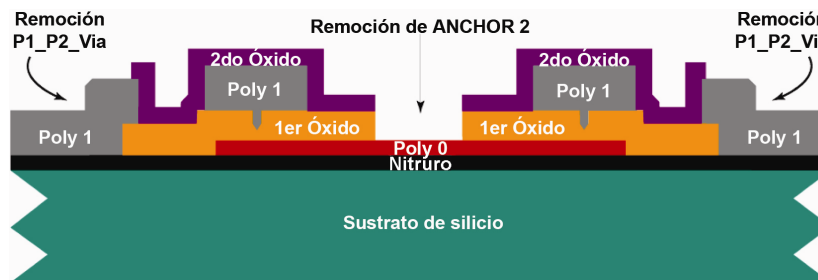 Remoción
P1_P2_Via
Remoción de ANCHOR 2
Remoción
P1_P2_Vi
2do Óxido
2do Óxido
Poly 1
Poly 1
Poly 1
1er Óxido
1er Óxido
Poly 1
Poly 0
Nitruro
Sustrato de silicio